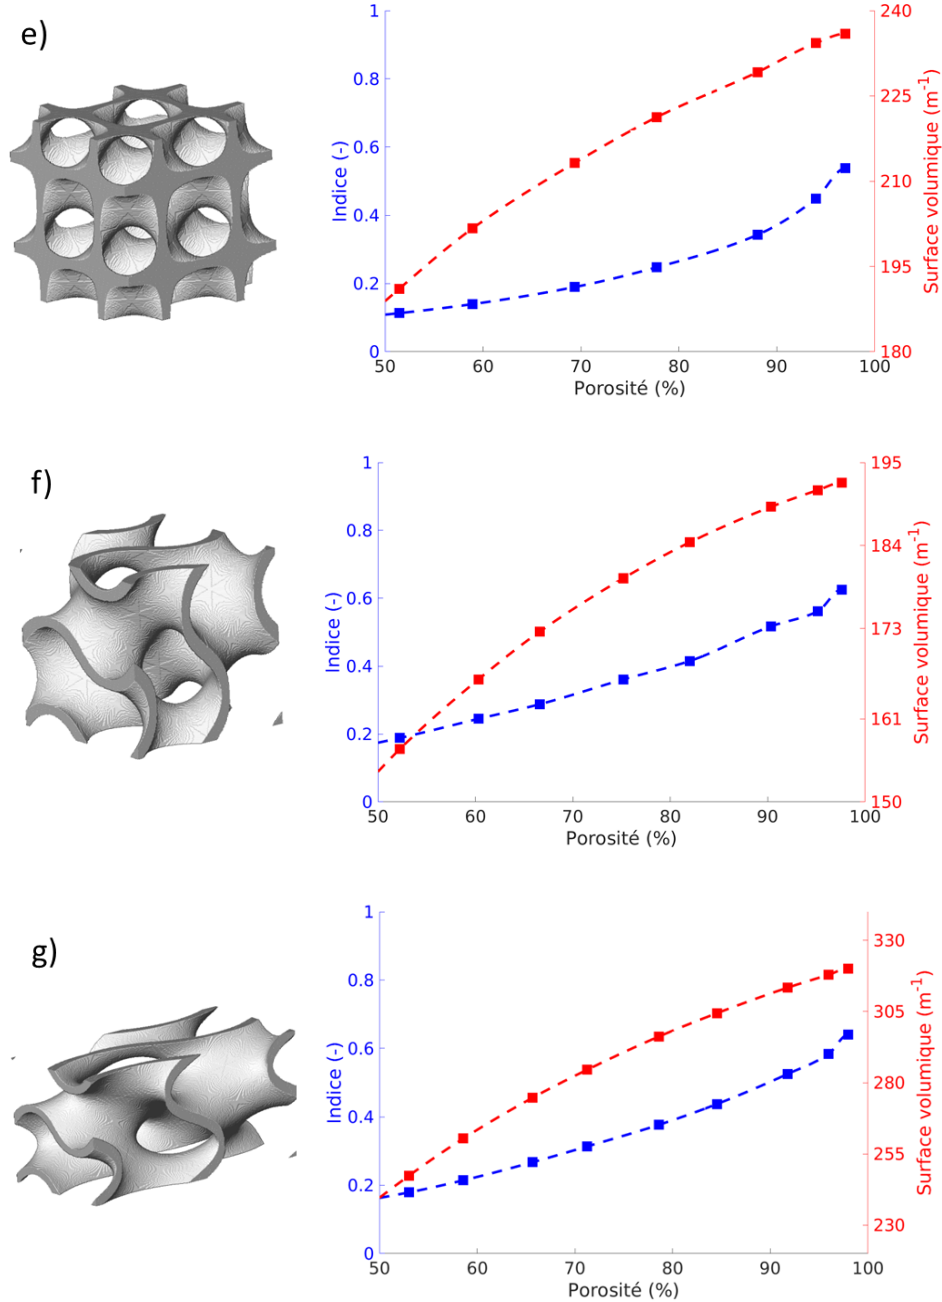 e)
1
0.8
0.6
0.4
0.2
0
Indice (-)
240
225
210
195
180
Surface volumique (m⁻¹)
50 60 70 80 90 100
Porosité (%)
f)
1
0.8
0.6
0.4
0.2
0
Indice (-)
195
184
173
161
150
Surface volumique (m⁻¹)
50 60 70 80 90 100
Porosité (%)
g)
1
0.8
0.6
0.4
0.2
0
Indice (-)
330
305
280
255
230
Surface volumique (m⁻¹)
50 60 70 80 90 100
Porosité (%)